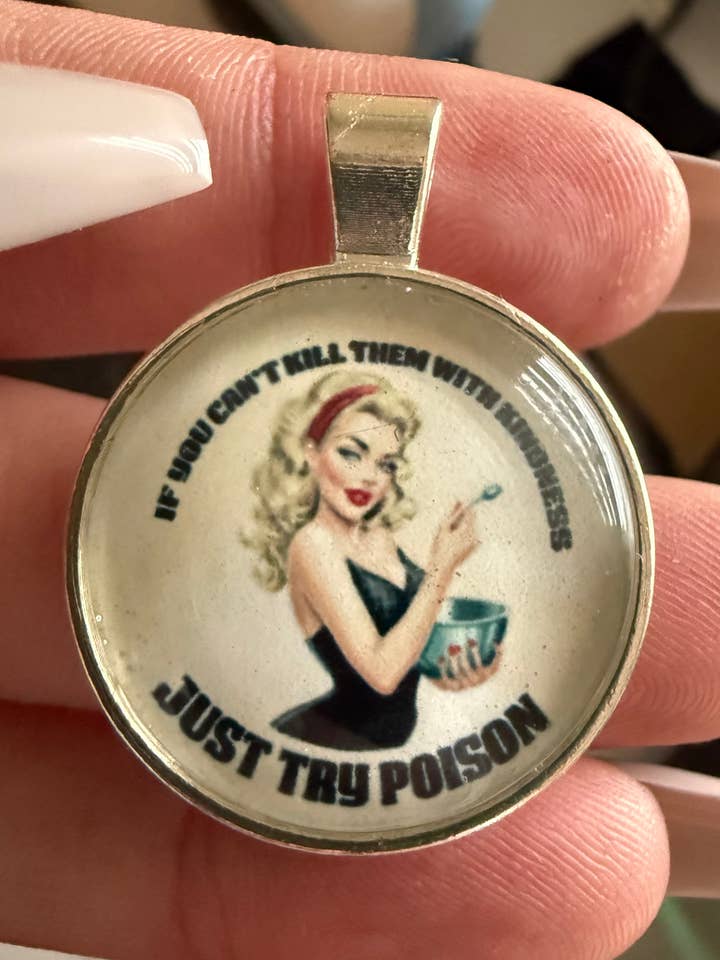 IF YOU CAN'T KILL THEM WITH KINDNESS
JUST TRY POISON